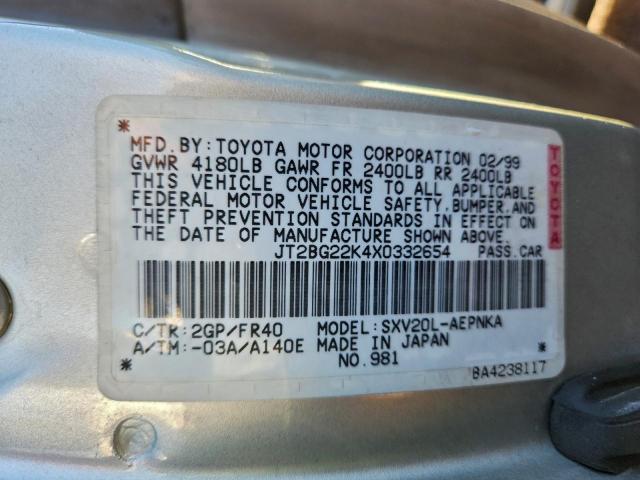 *
MFD. BY: TOYOTA MOTOR CORPORATION 02/99
GVWR 4180LB GAWR FR 2400LB RR 2400LB
THIS VEHICLE CONFORMS TO ALL APPLICABLE
FEDERAL MOTOR VEHICLE SAFETY, BUMPER, AND
THEFT PREVENTION STANDARDS IN EFFECT ON
THE DATE OF MANUFACTURE SHOWN ABOVE.
JT2BG22K4X0332654 PASS. CAR
TOYOTA
C/TR: 2GP/FR40 MODEL: SXV20L-AEPNKA
A/TM: -03A/A140E MADE IN JAPAN
* NO. 981 *
BA4238117